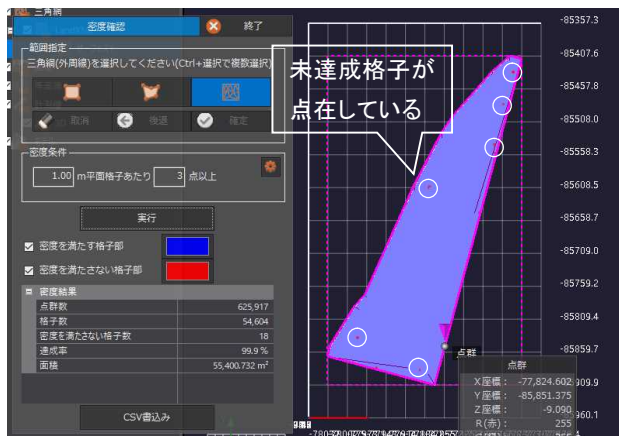 三角網
密度確認
終了
範囲指定
三角網(外周線)を選択してください(Ctrl+選択で複数選択)
取消
後退
確定
密度条件
1.00 m平面格子あたり 3 点以上
実行
密度を満たす格子部
密度を満たさない格子部
密度結果
点群数 625,917
格子数 54,604
密度を満たさない格子数 18
達成率 99.9 %
面積 55,400.732 m²
CSV書込み
未達成格子が
点在している
-85357.3
-85407.6
-85457.8
-85508.0
-85558.3
-85608.5
-85658.7
-85709.0
-85759.2
-85809.4
-85859.7
点群
点群
X座標： -77,824.602
Y座標： -85,851.375
Z座標： -9.090
R(赤)： 255